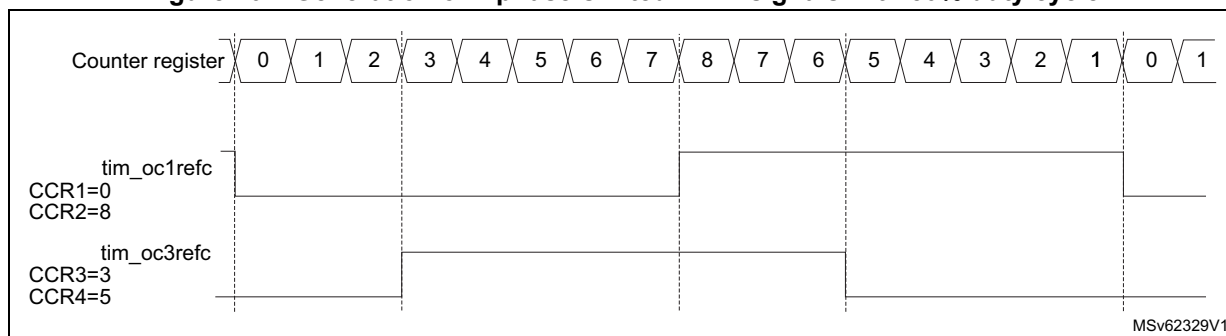 Counter register 0 1 2 3 4 5 6 7 8 7 6 5 4 3 2 1 0 1
tim_oc1refc
CCR1=0
CCR2=8
tim_oc3refc
CCR3=3
CCR4=5
MSv62329V1